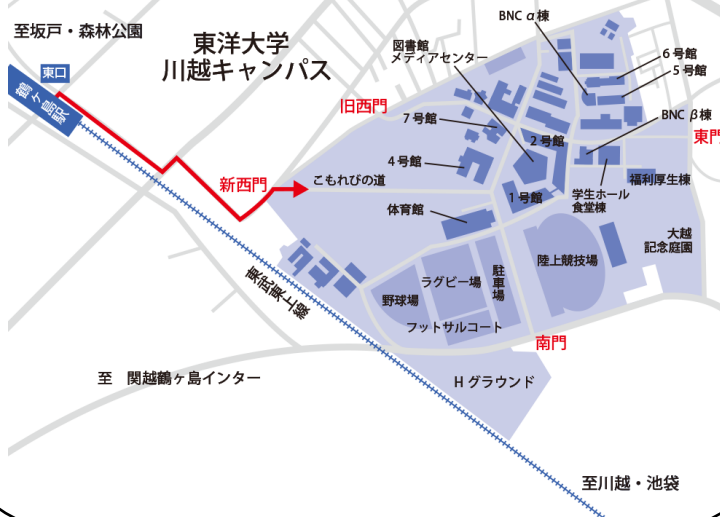 至坂戸・森林公園
東洋大学
川越キャンパス
東口
鶴ヶ島駅
BNC α棟
図書館
メディアセンター
6号館
5号館
旧西門
7号館
BNC β棟
2号館
東門
4号館
新西門
こもれびの道
福利厚生棟
学生ホール
食堂棟
1号館
体育館
大越
記念庭園
陸上競技場
駐車場
ラグビー場
野球場
東武東上線
フットサルコート
南門
至 関越鶴ヶ島インター
H グラウンド
至川越・池袋